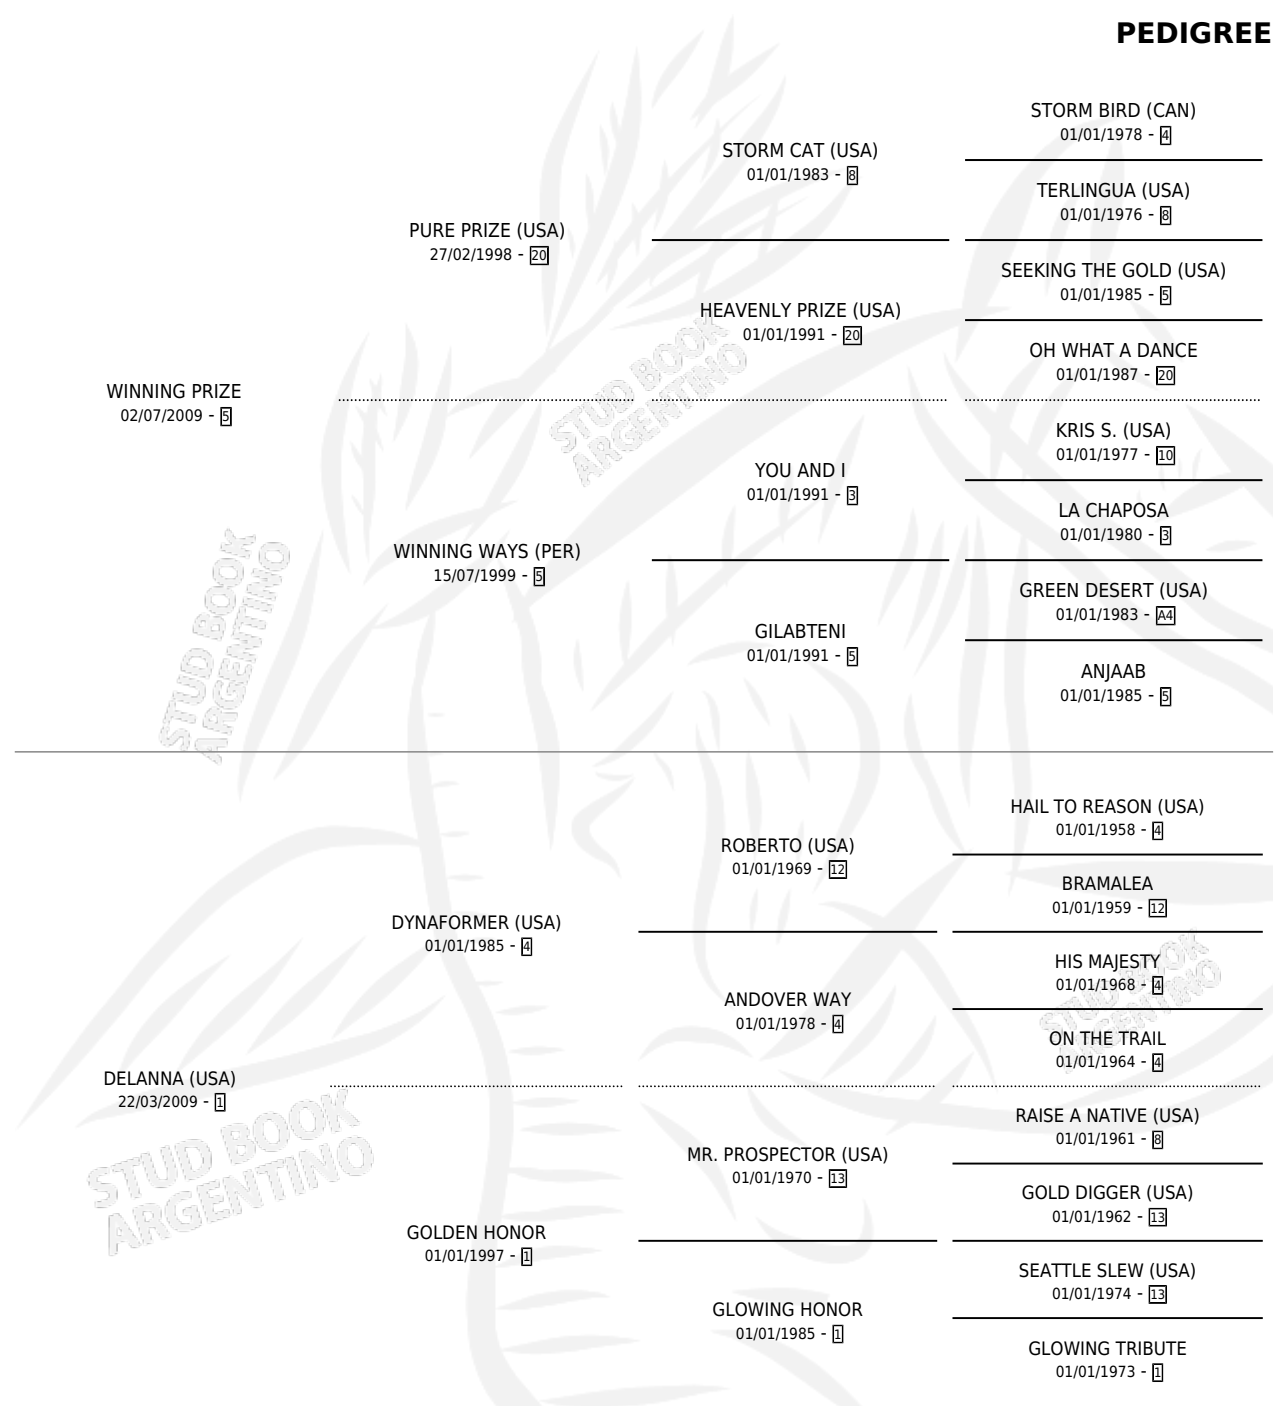 PEDIGREE
STORM BIRD (CAN)
01/01/1978 - 4
STORM CAT (USA)
01/01/1983 - 8
TERLINGUA (USA)
01/01/1976 - 8
PURE PRIZE (USA)
27/02/1998 - 20
SEEKING THE GOLD (USA)
01/01/1985 - 5
HEAVENLY PRIZE (USA)
01/01/1991 - 20
OH WHAT A DANCE
01/01/1987 - 20
WINNING PRIZE
02/07/2009 - 5
STUD BOOK
ARGENTINO
KRIS S. (USA)
01/01/1977 - 10
YOU AND I
01/01/1991 - 3
LA CHAPOSA
01/01/1980 - 3
WINNING WAYS (PER)
15/07/1999 - 5
GREEN DESERT (USA)
01/01/1983 - A4
GILABTENI
01/01/1991 - 5
ANJAAB
01/01/1985 - 5
STUD BOOK
ARGENTINO
HAIL TO REASON (USA)
01/01/1958 - 4
ROBERTO (USA)
01/01/1969 - 12
BRAMALEA
01/01/1959 - 12
DYNAFORMER (USA)
01/01/1985 - 4
HIS MAJESTY
01/01/1968 - 4
ANDOVER WAY
01/01/1978 - 4
STUD BOOK
ARGENTINO
ON THE TRAIL
01/01/1964 - 4
DELANNA (USA)
22/03/2009 - 1
STUD BOOK
ARGENTINO
RAISE A NATIVE (USA)
01/01/1961 - 8
MR. PROSPECTOR (USA)
01/01/1970 - 13
GOLD DIGGER (USA)
01/01/1962 - 13
GOLDEN HONOR
01/01/1997 - 1
SEATTLE SLEW (USA)
01/01/1974 - 13
GLOWING HONOR
01/01/1985 - 1
GLOWING TRIBUTE
01/01/1973 - 1